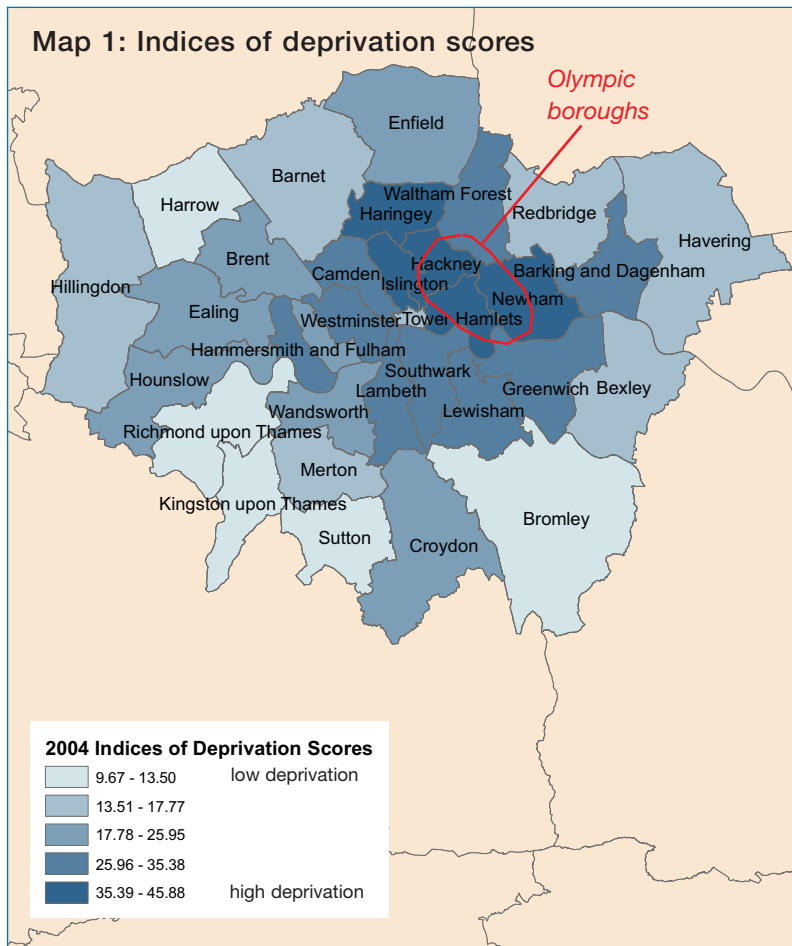 Map 1: Indices of deprivation scores
Olympic
boroughs
Enfield
Barnet
Harrow
Waltham Forest
Haringey
Redbridge
Havering
Brent
Camden
Hackney
Islington
Barking and Dagenham
Hillingdon
Newham
Ealing
Westminster
Tower Hamlets
Hammersmith and Fulham
Hounslow
Southwark
Lambeth
Greenwich
Bexley
Wandsworth
Lewisham
Richmond upon Thames
Merton
Kingston upon Thames
Bromley
Sutton
Croydon
2004 Indices of Deprivation Scores
9.67 - 13.50 low deprivation
13.51 - 17.77
17.78 - 25.95
25.96 - 35.38
35.39 - 45.88 high deprivation